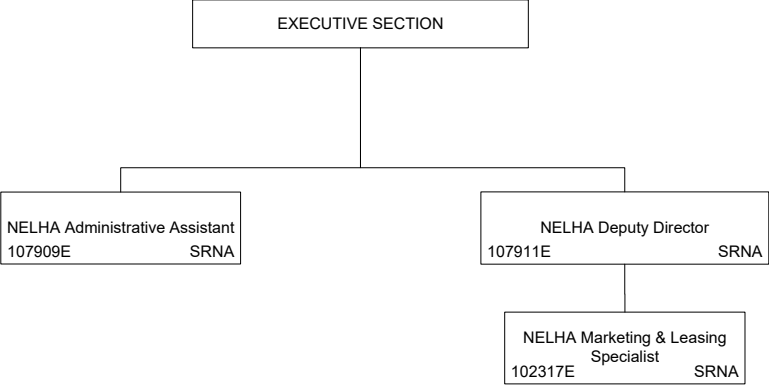 EXECUTIVE SECTION
NELHA Administrative Assistant
107909E SRNA
NELHA Deputy Director
107911E SRNA
NELHA Marketing & Leasing
Specialist
102317E SRNA